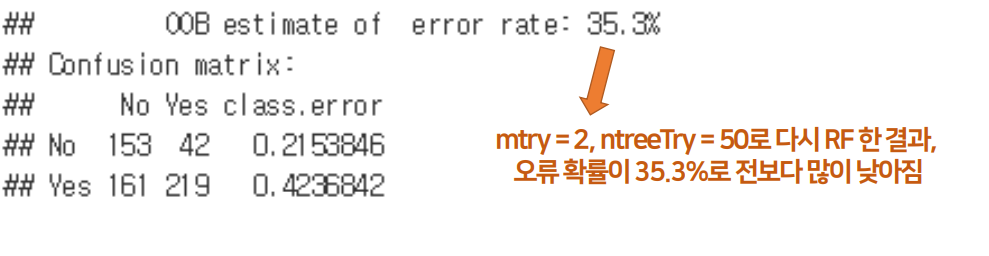 ## OOB estimate of error rate: 35.3%
## Confusion matrix:
## No Yes class.error
## No 153 42 0.2153846
## Yes 161 219 0.4236842
mtry = 2, ntreeTry = 50로 다시 RF 한 결과,
오류 확률이 35.3%로 전보다 많이 낮아짐